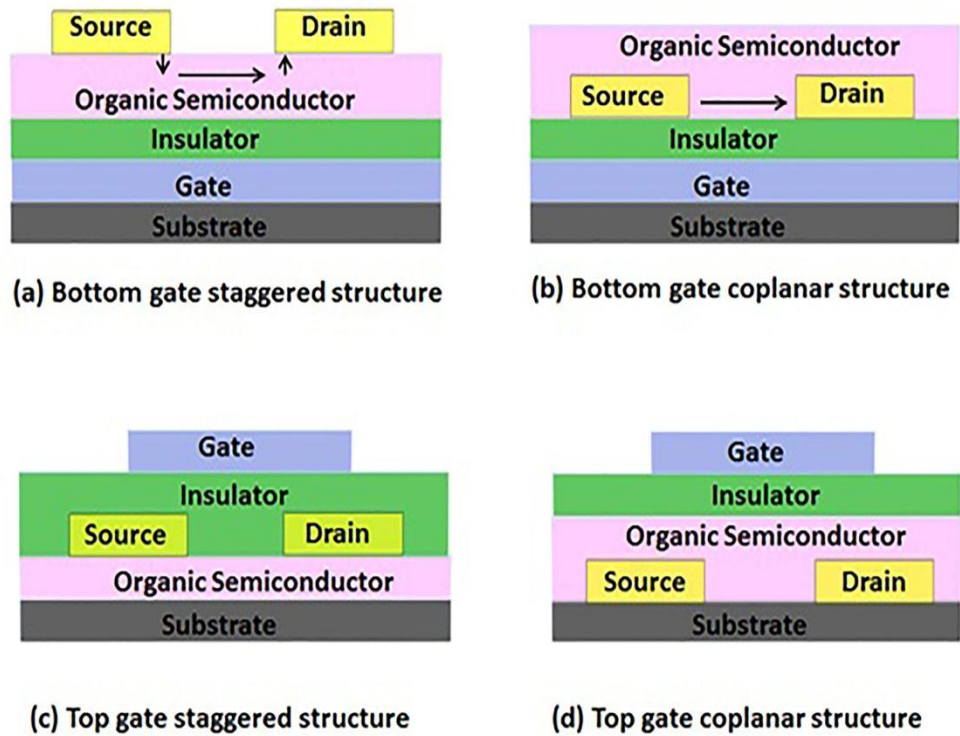 Source
Drain
Organic Semiconductor
Insulator
Gate
Substrate
(a) Bottom gate staggered structure
Organic Semiconductor
Source
Drain
Insulator
Gate
Substrate
(b) Bottom gate coplanar structure
Gate
Insulator
Source
Drain
Organic Semiconductor
Substrate
(c) Top gate staggered structure
Gate
Insulator
Organic Semiconductor
Source
Drain
Substrate
(d) Top gate coplanar structure